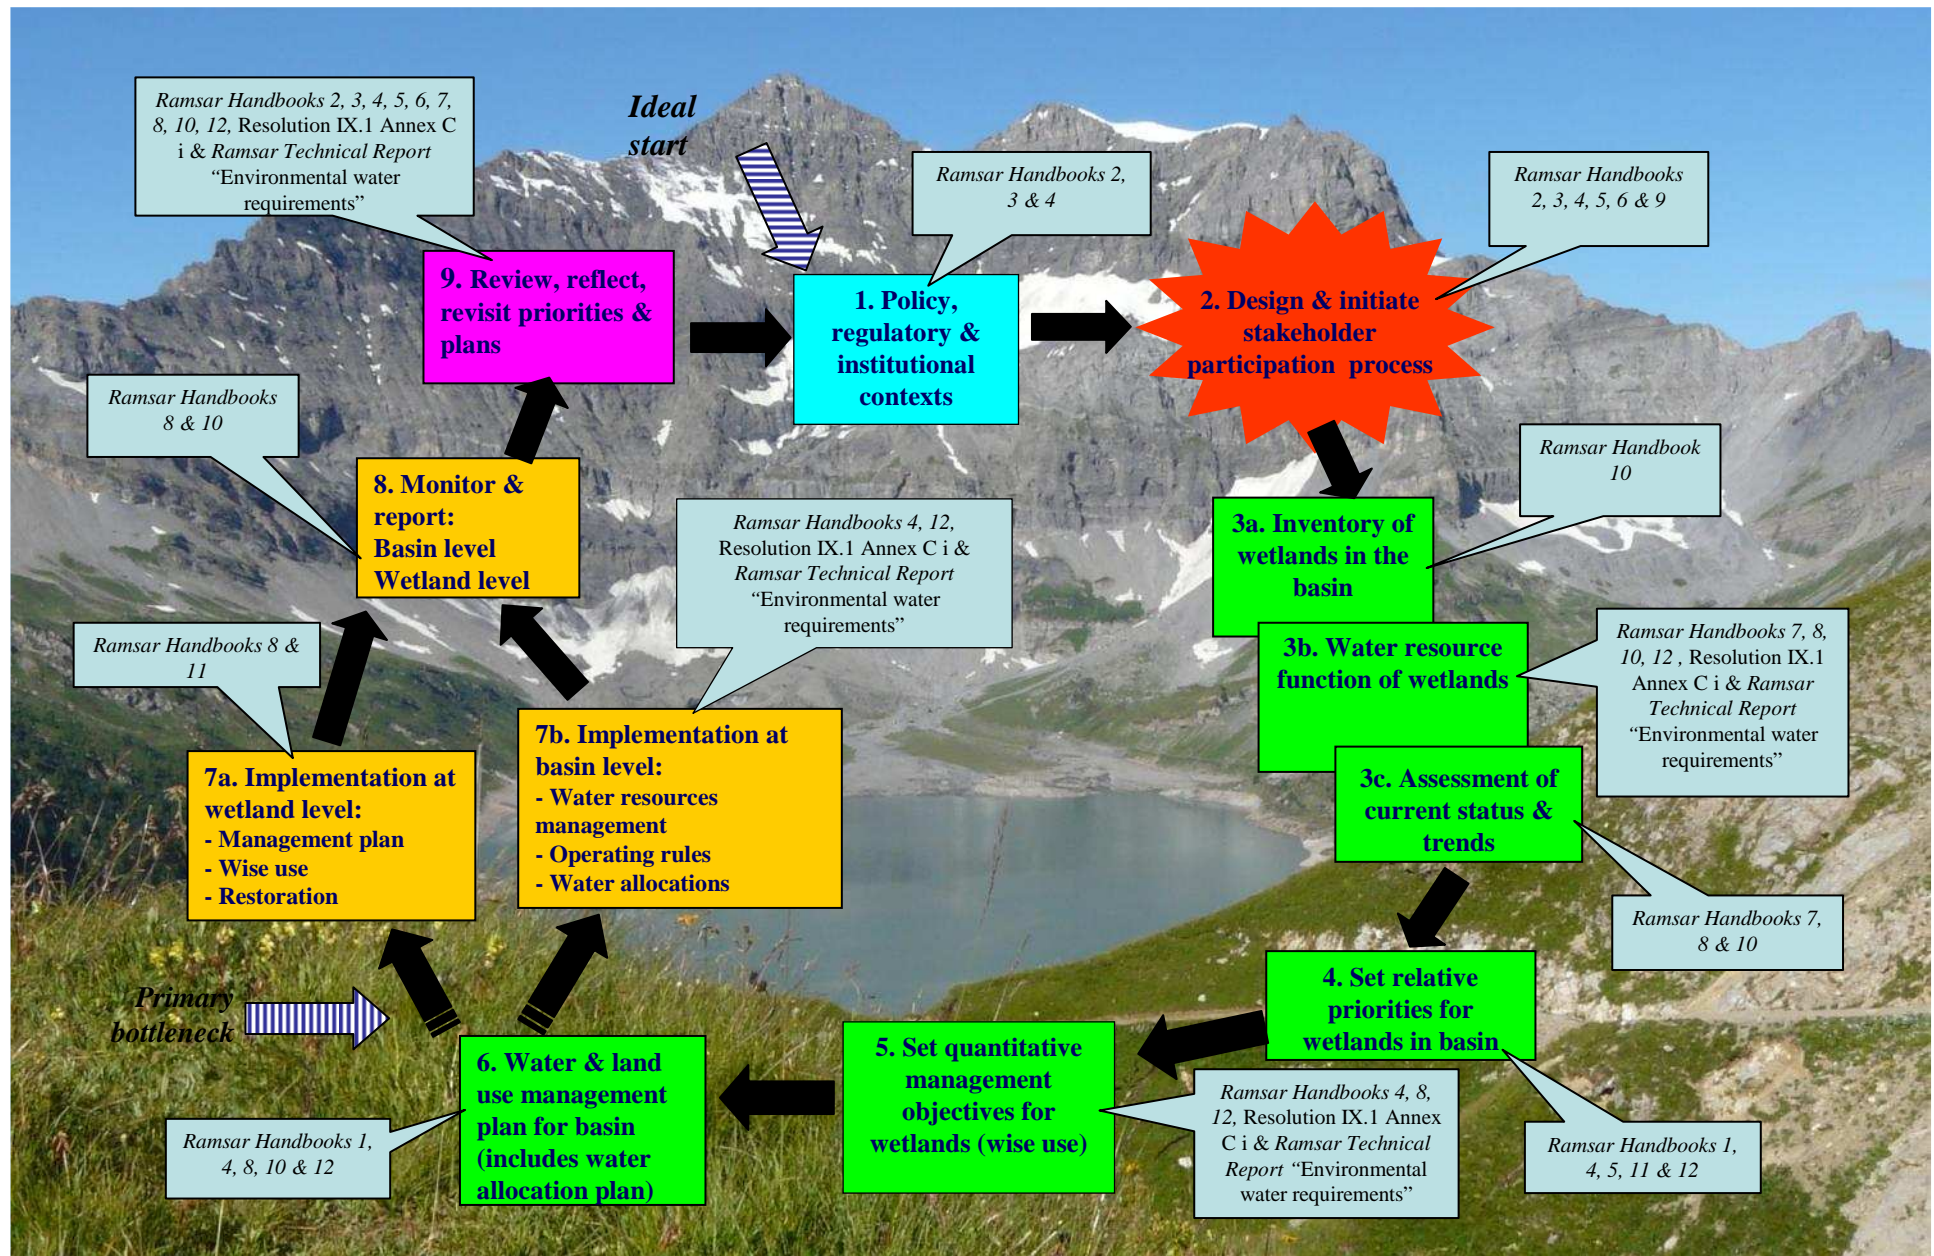 Ramsar Handbooks 2, 3, 4, 5, 6, 7,
8, 10, 12, Resolution IX.1 Annex C
i & Ramsar Technical Report
“Environmental water
requirements”
Ideal
start
Ramsar Handbooks 2,
3 & 4
Ramsar Handbooks
2, 3, 4, 5, 6 & 9
9. Review, reflect,
revisit priorities &
plans
1. Policy,
regulatory &
institutional
contexts
2. Design & initiate
stakeholder
participation process
Ramsar Handbooks
8 & 10
Ramsar Handbook
10
8. Monitor &
report:
Basin level
Wetland level
Ramsar Handbooks 4, 12,
Resolution IX.1 Annex C i &
Ramsar Technical Report
“Environmental water
requirements”
3a. Inventory of
wetlands in the
basin
Ramsar Handbooks 8 &
11
3b. Water resource
function of wetlands
Ramsar Handbooks 7, 8,
10, 12 , Resolution IX.1
Annex C i & Ramsar
Technical Report
“Environmental water
requirements”
7a. Implementation at
wetland level:
- Management plan
- Wise use
- Restoration
7b. Implementation at
basin level:
- Water resources
management
- Operating rules
- Water allocations
3c. Assessment of
current status &
trends
Ramsar Handbooks 7,
8 & 10
Primary
bottleneck
4. Set relative
priorities for
wetlands in basin
6. Water & land
use management
plan for basin
(includes water
allocation plan)
5. Set quantitative
management
objectives for
wetlands (wise use)
Ramsar Handbooks 1,
4, 8, 10 & 12
Ramsar Handbooks 4, 8,
12, Resolution IX.1 Annex
C i & Ramsar Technical
Report “Environmental
water requirements”
Ramsar Handbooks 1,
4, 5, 11 & 12